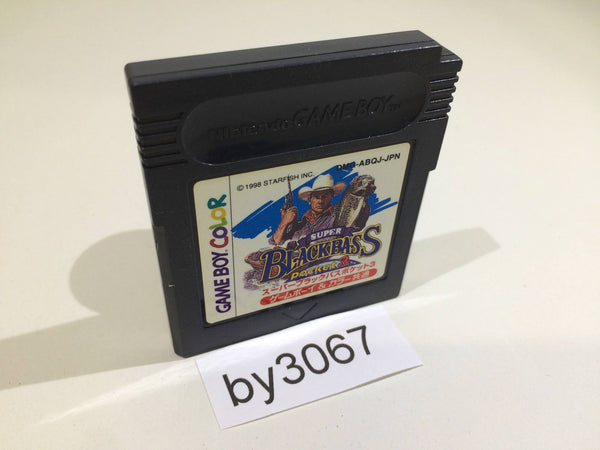 Nintendo GAME BOY TM
DMG-ABQJ-JPN
© 1998 STARFISH INC.
GAME BOY COLOR
SUPER
BLACKBASS
POCKET 3
スーパーブラックバスポケット3
ゲームボーイ & カラー共通
by3067